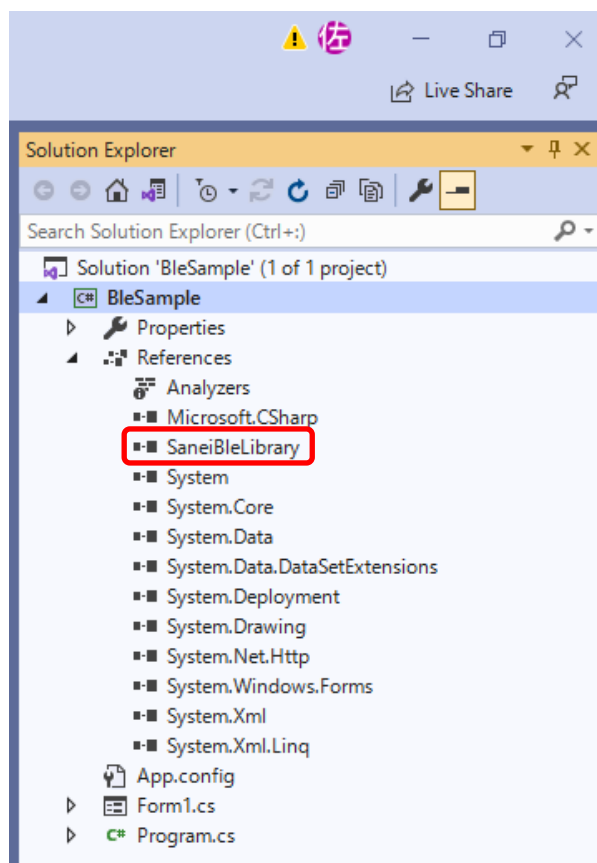 佐
Live Share
Solution Explorer
Search Solution Explorer (Ctrl+:)
Solution 'BleSample' (1 of 1 project)
C# BleSample
Properties
References
Analyzers
Microsoft.CSharp
SaneiBleLibrary
System
System.Core
System.Data
System.Data.DataSetExtensions
System.Deployment
System.Drawing
System.Net.Http
System.Windows.Forms
System.Xml
System.Xml.Linq
App.config
Form1.cs
C# Program.cs